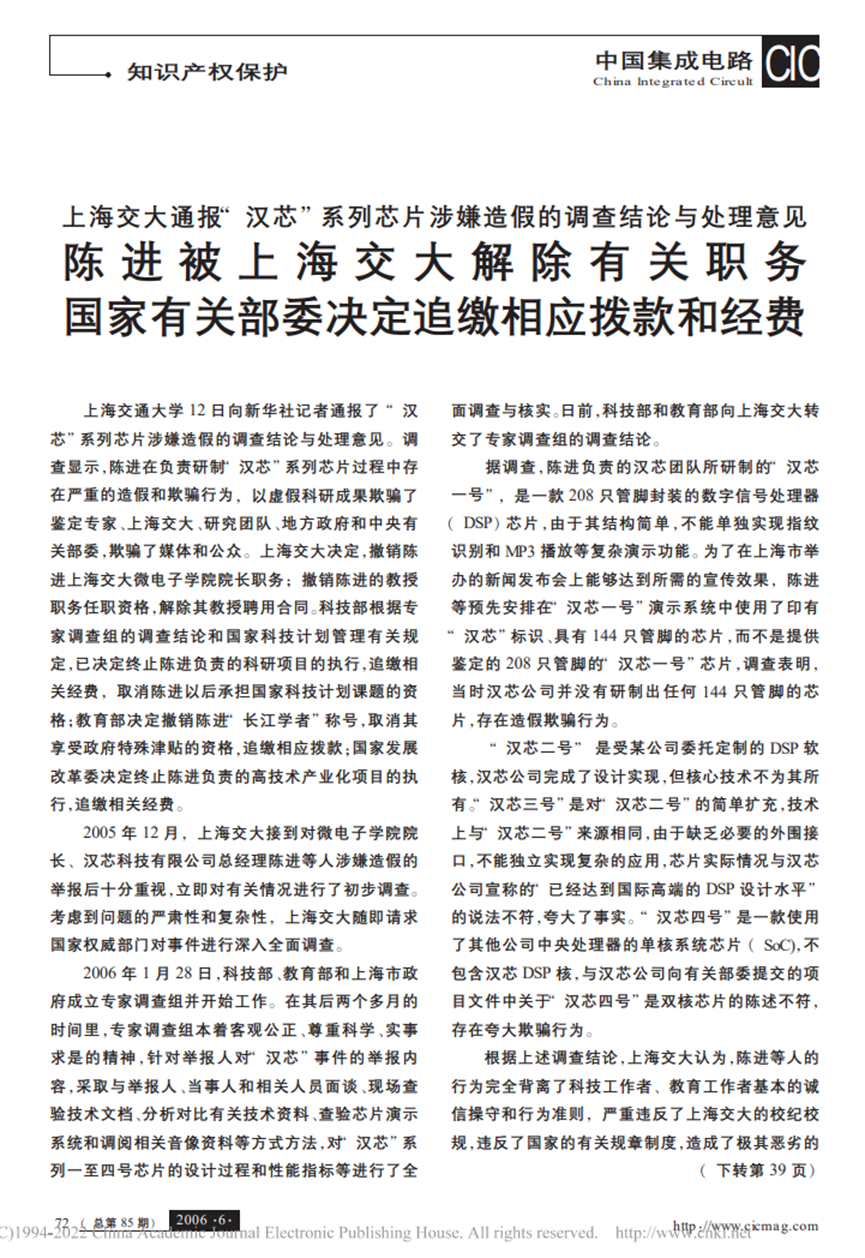 知识产权保护
中国集成电路
China Integrated Circult
CIC
上海交大通报“汉芯”系列芯片涉嫌造假的调查结论与处理意见
陈进被上海交大解除有关职务
国家有关部委决定追缴相应拨款和经费
上海交通大学 12 日向新华社记者通报了“汉
芯”系列芯片涉嫌造假的调查结论与处理意见。调
查显示,陈进在负责研制“汉芯”系列芯片过程中存
在严重的造假和欺骗行为，以虚假科研成果欺骗了
鉴定专家、上海交大、研究团队、地方政府和中央有
关部委,欺骗了媒体和公众。上海交大决定,撤销陈
进上海交大微电子学院院长职务；撤销陈进的教授
职务任职资格,解除其教授聘用合同。科技部根据专
家调查组的调查结论和国家科技计划管理有关规
定,已决定终止陈进负责的科研项目的执行,追缴相
关经费，取消陈进以后承担国家科技计划课题的资
格;教育部决定撤销陈进“长江学者”称号,取消其
享受政府特殊津贴的资格,追缴相应拨款;国家发展
改革委决定终止陈进负责的高技术产业化项目的执
行,追缴相关经费。
2005 年 12 月，上海交大接到对微电子学院院
长、汉芯科技有限公司总经理陈进等人涉嫌造假的
举报后十分重视,立即对有关情况进行了初步调查。
考虑到问题的严肃性和复杂性，上海交大随即请求
国家权威部门对事件进行深入全面调查。
2006 年 1 月 28 日,科技部、教育部和上海市政
府成立专家调查组并开始工作。在其后两个多月的
时间里,专家调查组本着客观公正、尊重科学、实事
求是的精神,针对举报人对“汉芯”事件的举报内
容,采取与举报人、当事人和相关人员面谈、现场查
验技术文档、分析对比有关技术资料、查验芯片演示
系统和调阅相关音像资料等方式方法,对“汉芯”系
列一至四号芯片的设计过程和性能指标等进行了全
面调查与核实。日前,科技部和教育部向上海交大转
交了专家调查组的调查结论。
据调查,陈进负责的汉芯团队所研制的“汉芯
一号”，是一款 208 只管脚封装的数字信号处理器
(DSP)芯片,由于其结构简单,不能单独实现指纹
识别和 MP3 播放等复杂演示功能。为了在上海市举
办的新闻发布会上能够达到所需的宣传效果，陈进
等预先安排在“汉芯一号”演示系统中使用了印有
“汉芯”标识、具有 144 只管脚的芯片,而不是提供
鉴定的 208 只管脚的“汉芯一号”芯片,调查表明,
当时汉芯公司并没有研制出任何 144 只管脚的芯
片,存在造假欺骗行为。
“汉芯二号”是受某公司委托定制的 DSP 软
核,汉芯公司完成了设计实现,但核心技术不为其所
有。“汉芯三号”是对“汉芯二号”的简单扩充,技术
上与“汉芯二号”来源相同,由于缺乏必要的外围接
口,不能独立实现复杂的应用,芯片实际情况与汉芯
公司宣称的“已经达到国际高端的 DSP 设计水平”
的说法不符,夸大了事实。“汉芯四号”是一款使用
了其他公司中央处理器的单核系统芯片(SoC),不
包含汉芯 DSP 核,与汉芯公司向有关部委提交的项
目文件中关于“汉芯四号”是双核芯片的陈述不符,
存在夸大欺骗行为。
根据上述调查结论,上海交大认为,陈进等人的
行为完全背离了科技工作者、教育工作者基本的诚
信操守和行为准则，严重违反了上海交大的校纪校
规,违反了国家的有关规章制度,造成了极其恶劣的
(下转第 39 页)
72 (总第 85 期) 2006·6·
http://www.cicmag.com
C)1994-2022 China Academic Journal Electronic Publishing House. All rights reserved. http://www.cnki.net